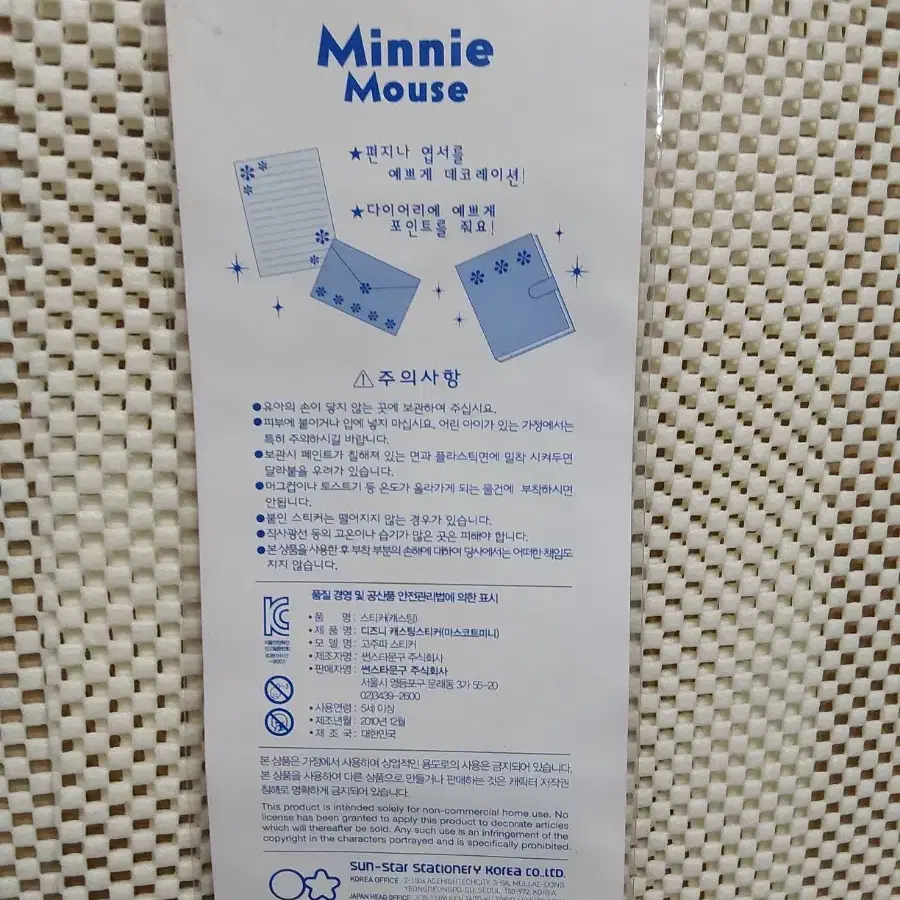 Minnie
Mouse
★편지나 엽서를
예쁘게 데코레이션!
★다이어리에 예쁘게
포인트를 줘요!
⚠주의사항
●유아의 손이 닿지 않는 곳에 보관하여 주십시요.
●피부에 붙이거나 입에 넣지 마십시요. 어린 아이가 있는 가정에서는
특히 주의하시길 바랍니다.
●보관시 페인트가 칠해져 있는 면과 플라스틱면에 밀착 시켜두면
달라붙을 우려가 있습니다.
●머그컵이나 토스트기 등 온도가 올라가게 되는 물건에 부착하시면
안됩니다.
●붙인 스티커는 떨어지지 않는 경우가 있습니다.
●직사광선 등의 고온이나 습기가 많은 곳은 피해야 합니다.
●본 상품을 사용한 후 부착 부분의 손해에 대하여 당사에서는 어떠한 책임도
지지 않습니다.
품질 경영 및 공산품 안전관리법에 의한 표시
•품 명: 스티커(캐스팅)
•제 품 명: 디즈니 캐스팅스티커(마스코트미니)
•모 델 명: 고주파 스티커
•제조자명: 썬스타문구 주식회사
•판매자명: 썬스타문구 주식회사
서울시 영등포구 문래동 3가 55-20
02)3439-2600
•사용연령: 5세 이상
•제조년월: 2010년 12월
•제 조 국: 대한민국
본 상품은 가정에서 사용하며 상업적인 용도로의 사용은 금지되어 있습니다.
본 상품을 사용하여 다른 상품으로 만들거나 판매하는 것은 캐릭터 저작권
침해로 명확하게 금지되어 있습니다.
This product is intended solely for non-commercial home use. No
license has been granted to apply this product to decorate articles
which will thereafter be sold. Any such use is an infringement of the
copyright in the characters portrayed and is specifically prohibited.
sun-star stationery korea co.,ltd.
KOREA OFFICE : ACEHIGHTECHCITY 3-GA, MULLAE-DONG,
YEONGDEUNGPO-GU, SEOUL, 150-972, KOREA
JAPAN HEAD OFFICE